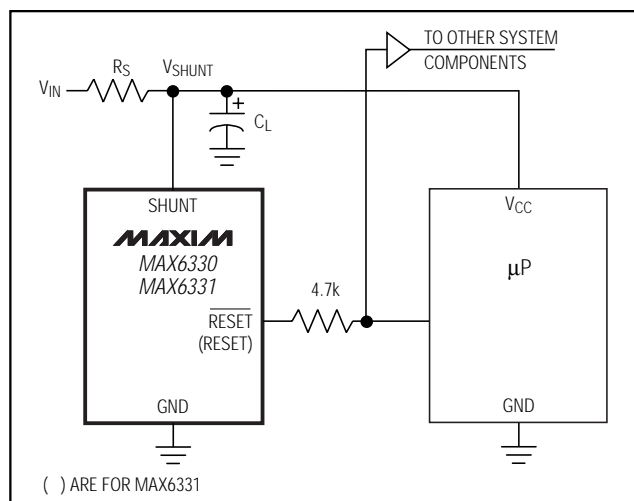 TO OTHER SYSTEM
COMPONENTS
RS
VIN
VSHUNT
+
CL
SHUNT
VCC
MAXIM
MAX6330
MAX6331
µP
4.7k
RESET
(RESET)
GND
GND
( ) ARE FOR MAX6331